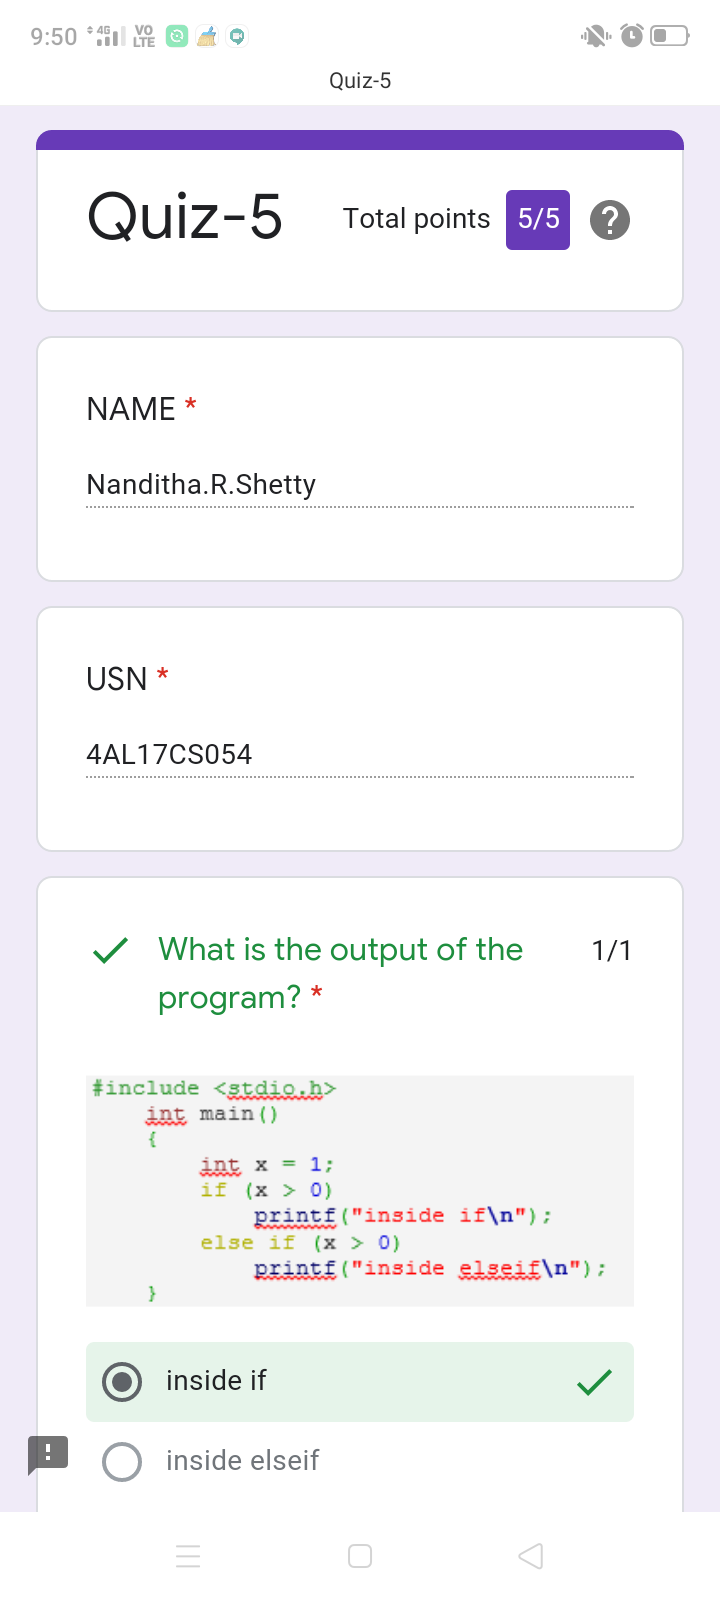 9:50 4G VO LTE
Quiz-5
Quiz-5 Total points 5/5 ?
NAME *
Nanditha.R.Shetty
USN *
4AL17CS054
What is the output of the 1/1
program? *
#include <stdio.h>
int main()
{
int x = 1;
if (x > 0)
printf("inside if\n");
else if (x > 0)
printf("inside elseif\n");
}
inside if
inside elseif